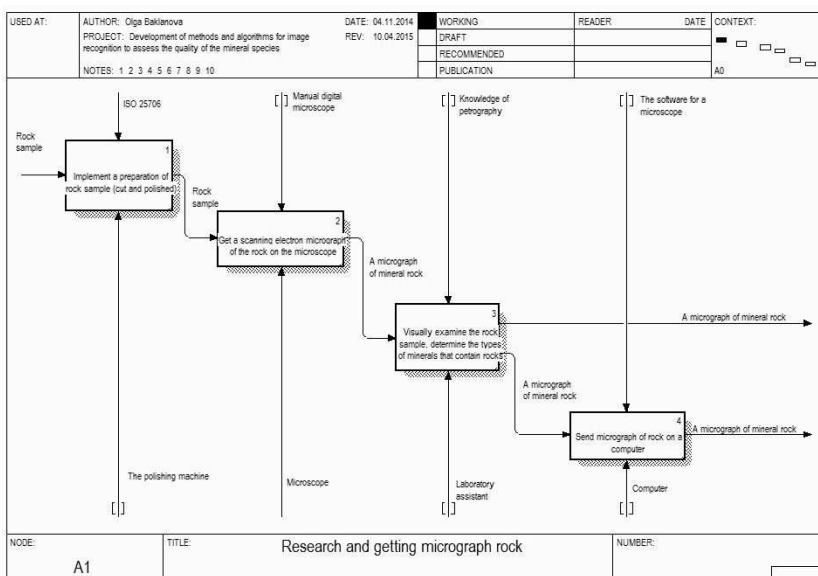 USED AT:
AUTHOR: Olga Baklanova
DATE: 04.11.2014
WORKING
READER
DATE
CONTEXT:
PROJECT: Development of methods and algorithms for image
recognition to assess the quality of the mineral species
REV: 10.04.2015
DRAFT
RECOMMENDED
NOTES: 1 2 3 4 5 6 7 8 9 10
PUBLICATION
A0
ISO 25706
Manual digital
microscope
Knowledge of
petrography
The software for a
microscope
Rock
sample
1
Implement a preparation of
rock sample (cut and polished)
Rock
sample
2
Get a scanning electron micrograph
of the rock on the microscope
A micrograph
of mineral rock
3
Visually examine the rock
sample, determine the types
of minerals that contain rocks
A micrograph of mineral rock
A micrograph
of mineral rock
4
Send micrograph of rock on a
computer
A micrograph of mineral rock
The polishing machine
Microscope
Laboratory
assistant
Computer
NODE:
A1
TITLE:
Research and getting micrograph rock
NUMBER: